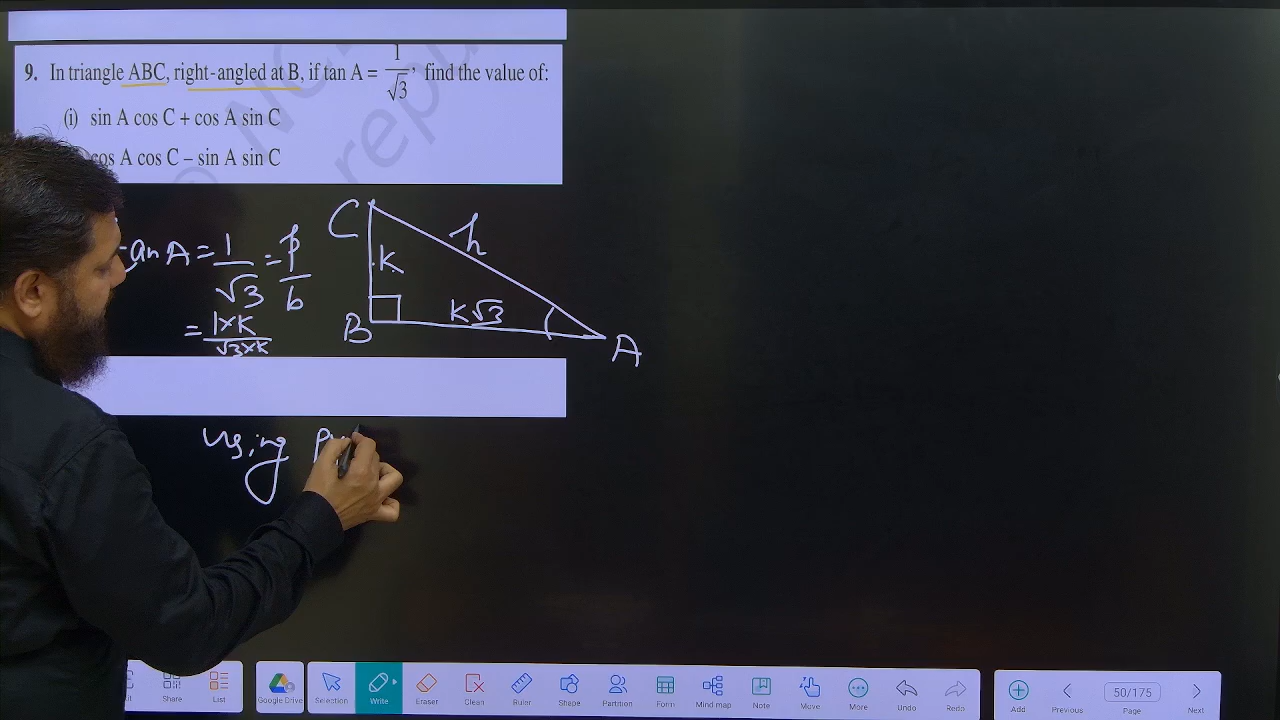 9. In triangle ABC, right-angled at B, if tan A = 1/√3, find the value of:
(i) sin A cos C + cos A sin C
cos A cos C – sin A sin C
tan A = 1/√3 = p/b
= 1×K/√3×K
C
h
K
B
K√3
A
using
Share
List
Google Drive
Selection
Write
Eraser
Clean
Ruler
Shape
Partition
Form
Mind map
Note
Move
More
Undo
Redo
Add
Previous
50/175
Page
Next